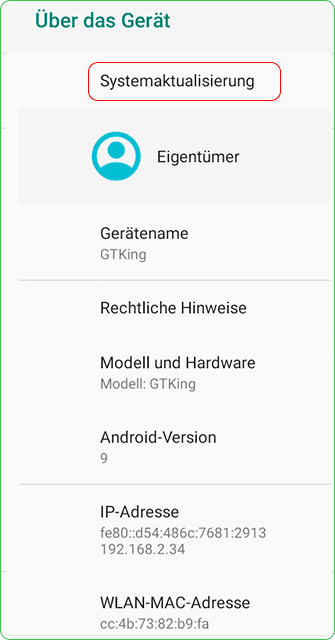 Über das Gerät
Systemaktualisierung
Eigentümer
Gerätename
GTKing
Rechtliche Hinweise
Modell und Hardware
Modell: GTKing
Android-Version
9
IP-Adresse
fe80::d54:486c:7681:2913
192.168.2.34
WLAN-MAC-Adresse
cc:4b:73:82:b9:fa